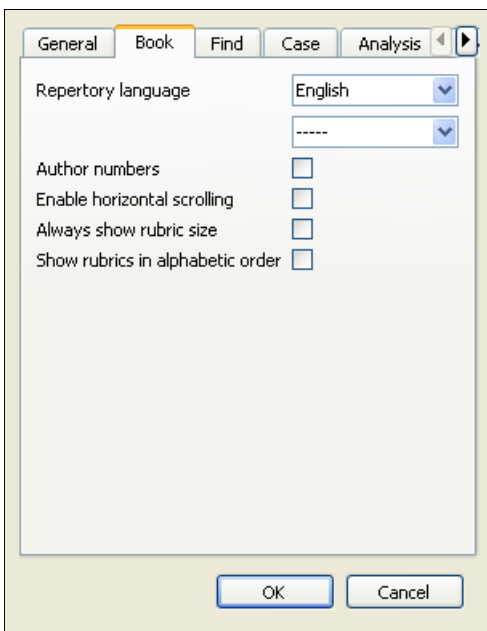 General Book Find Case Analysis
Repertory language English
-----
Author numbers
Enable horizontal scrolling
Always show rubric size
Show rubrics in alphabetic order
OK Cancel